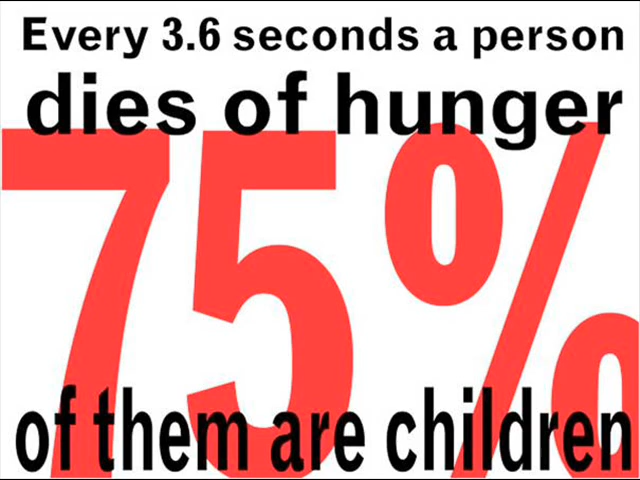 Every 3.6 seconds a person
dies of hunger
75%
of them are children